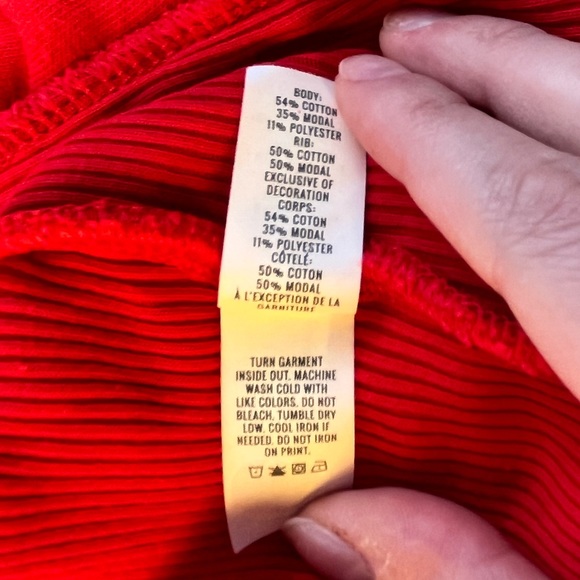 BODY:
54% COTTON
35% MODAL
11% POLYESTER
RIB:
50% COTTON
50% MODAL
EXCLUSIVE OF
DECORATION
CORPS:
54% COTON
35% MODAL
11% POLYESTER
CÔTELÉ:
50% COTON
50% MODAL
À L'EXCEPTION DE LA
GARNITURE
TURN GARMENT
INSIDE OUT. MACHINE
WASH COLD WITH
LIKE COLORS. DO NOT
BLEACH. TUMBLE DRY
LOW. COOL IRON IF
NEEDED. DO NOT IRON
ON PRINT.